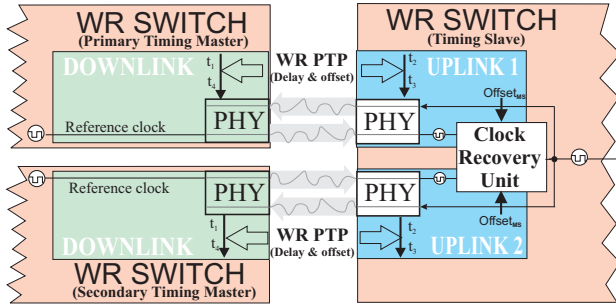 WR SWITCH
(Primary Timing Master)
DOWNLINK
t1
t4
PHY
Reference clock
WR PTP
(Delay & offset)
WR SWITCH
(Timing Slave)
UPLINK 1
t2
t3
PHY
OffsetMS
Clock
Recovery
Unit
OffsetMS
Reference clock
PHY
t1
t4
DOWNLINK
WR SWITCH
(Secondary Timing Master)
WR PTP
(Delay & offset)
PHY
t2
t3
UPLINK 2